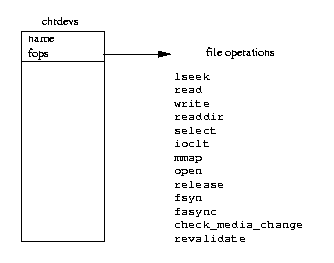 chrdevs
name
fops
file operations
lseek
read
write
readdir
select
ioclt
mmap
open
release
fsyn
fasync
check_media_change
revalidate